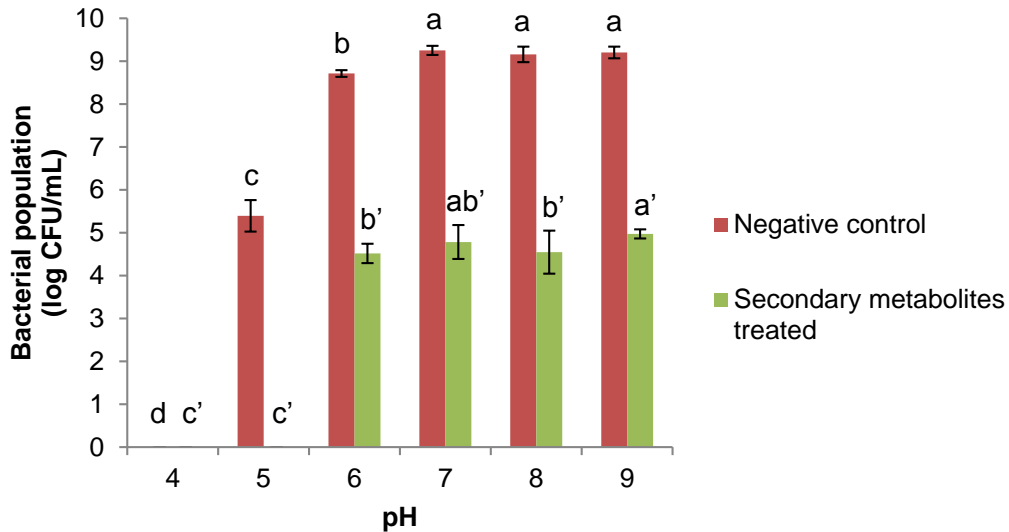 Bacterial population
(log CFU/mL)
10
9
8
7
6
5
4
3
2
1
0
d c’
c
c’
b
b’
a
ab’
a
b’
a
a’
4 5 6 7 8 9
pH
Negative control
Secondary metabolites
treated